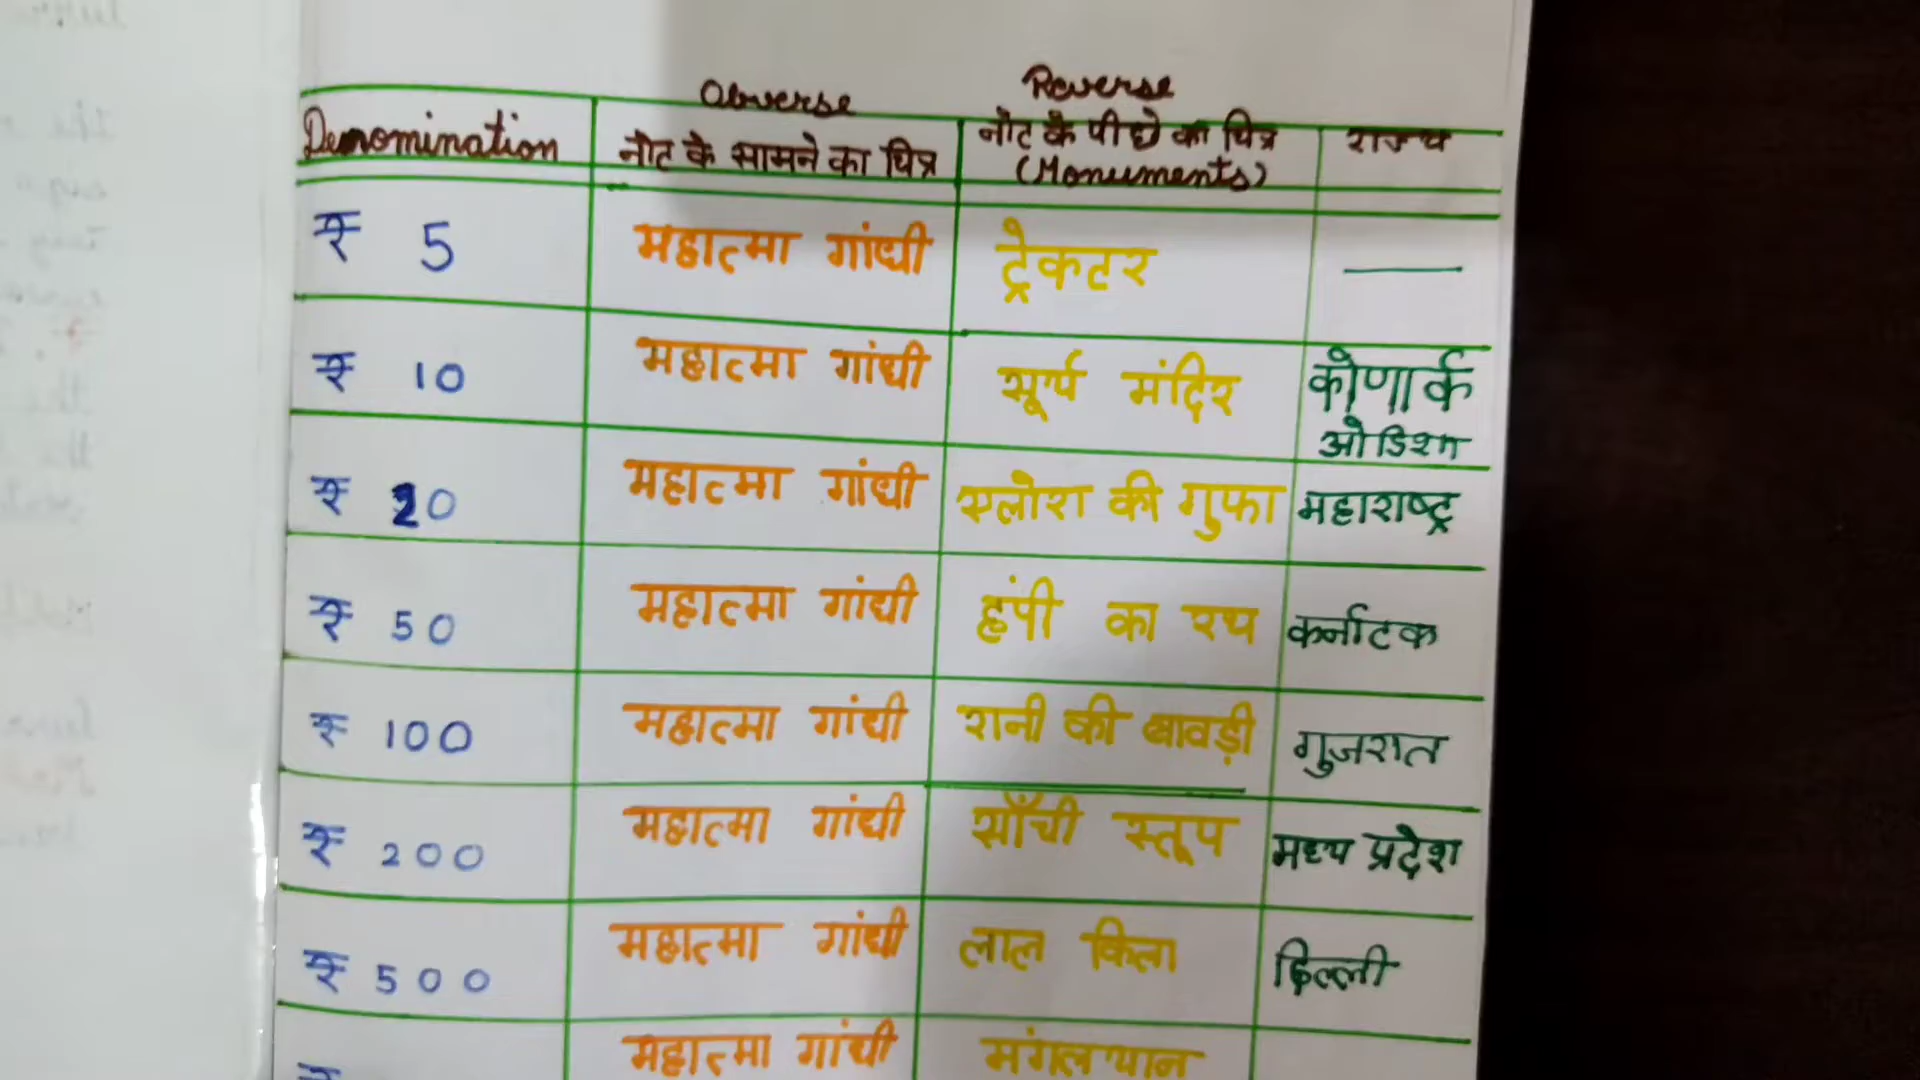 Obverse Reverse
Denomination नोट के सामने का चित्र नोट के पीछे का चित्र राज्य
(Monuments)
₹ 5 महात्मा गांधी ट्रेकटर —
₹ 10 महात्मा गांधी सूर्य मंदिर कोणार्क
ओडिशा
₹ 20 महात्मा गांधी एलोरा की गुफा महाराष्ट्र
₹ 50 महात्मा गांधी हंपी का रथ कर्नाटक
₹ 100 महात्मा गांधी रानी की बावड़ी गुजरात
₹ 200 महात्मा गांधी साँची स्तूप मध्य प्रदेश
₹ 500 महात्मा गांधी लाल किला दिल्ली
₹ महात्मा गांधी मंगलयान